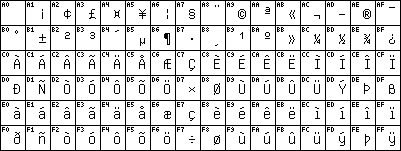 A0 A1 A2 A3 A4 A5 A6 A7 A8 A9 AA AB AC AD AE AF
¡ ¢ £ ¤ ¥ ¦ § ¨ © ª « ¬ - ® ¯
B0 B1 B2 B3 B4 B5 B6 B7 B8 B9 BA BB BC BD BE BF
° ± ² ³ ´ µ ¶ · ¸ ¹ º » ¼ ½ ¾ ¿
C0 C1 C2 C3 C4 C5 C6 C7 C8 C9 CA CB CC CD CE CF
À Á Â Ã Ä Å Æ Ç È É Ê Ë Ì Í Î Ï
D0 D1 D2 D3 D4 D5 D6 D7 D8 D9 DA DB DC DD DE DF
Ð Ñ Ò Ó Ô Õ Ö × Ø Ù Ú Û Ü Ý Þ ß
E0 E1 E2 E3 E4 E5 E6 E7 E8 E9 EA EB EC ED EE EF
à á â ã ä å æ ç è é ê ë ì í î ï
F0 F1 F2 F3 F4 F5 F6 F7 F8 F9 FA FB FC FD FE FF
ð ñ ò ó ô õ ö ÷ ø ù ú û ü ý þ ÿ